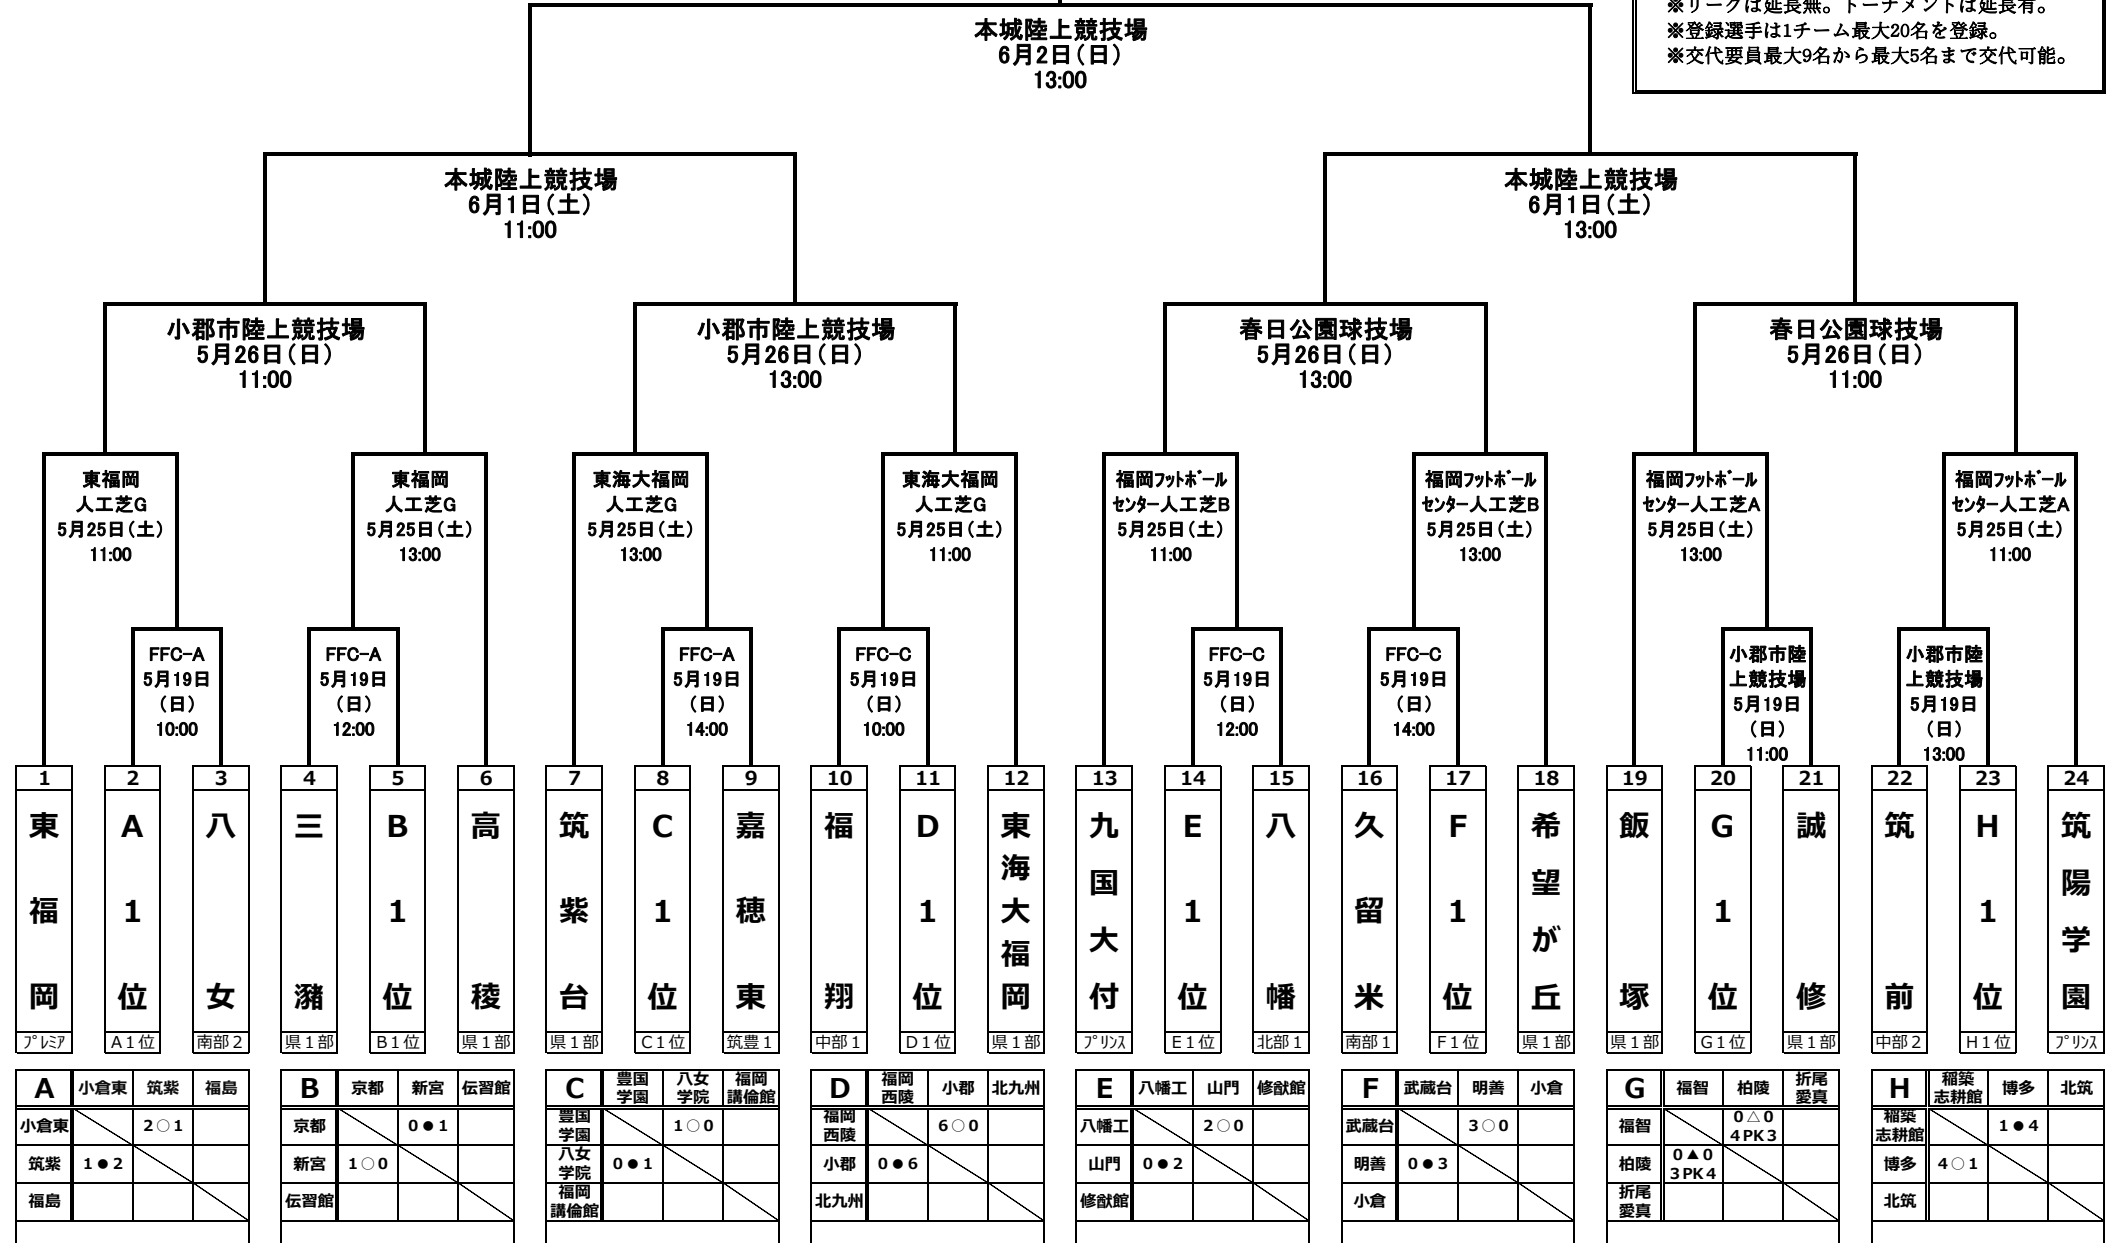 ※リーグは延長無。トーナメントは延長有。
※登録選手は1チーム最大20名を登録。
※交代要員最大9名から最大5名まで交代可能。
本城陸上競技場
6月2日(日)
13:00
本城陸上競技場
6月1日(土)
11:00
本城陸上競技場
6月1日(土)
13:00
小郡市陸上競技場
5月26日(日)
11:00
小郡市陸上競技場
5月26日(日)
13:00
春日公園球技場
5月26日(日)
13:00
春日公園球技場
5月26日(日)
11:00
東福岡
人工芝G
5月25日(土)
11:00
東福岡
人工芝G
5月25日(土)
13:00
東海大福岡
人工芝G
5月25日(土)
13:00
東海大福岡
人工芝G
5月25日(土)
11:00
福岡フットボール
センター人工芝B
5月25日(土)
11:00
福岡フットボール
センター人工芝B
5月25日(土)
13:00
福岡フットボール
センター人工芝A
5月25日(土)
13:00
福岡フットボール
センター人工芝A
5月25日(土)
11:00
FFC-A
5月19日
(日)
10:00
FFC-A
5月19日
(日)
12:00
FFC-A
5月19日
(日)
14:00
FFC-C
5月19日
(日)
10:00
FFC-C
5月19日
(日)
12:00
FFC-C
5月19日
(日)
14:00
小郡市陸
上競技場
5月19日
(日)
11:00
小郡市陸
上競技場
5月19日
(日)
13:00
1
東福岡
プレミア
2
A1位
A1位
3
八女
南部2
4
三潴
県1部
5
B1位
B1位
6
高稜
県1部
7
筑紫台
県1部
8
C1位
C1位
9
嘉穂東
筑豊1
10
福翔
中部1
11
D1位
D1位
12
東海大福岡
県1部
13
九国大付
プリンス
14
E1位
E1位
15
八幡
北部1
16
久留米
南部1
17
F1位
F1位
18
希望が丘
県1部
19
飯塚
県1部
20
G1位
G1位
21
誠修
県1部
22
筑前
中部2
23
H1位
H1位
24
筑陽学園
プリンス
A 小倉東 筑紫 福島
小倉東 2○1
筑紫 1●2
福島
B 京都 新宮 伝習館
京都 0●1
新宮 1○0
伝習館
C 豊国学園 八女学院 福岡講倫館
豊国学園 1○0
八女学院 0●1
福岡講倫館
D 福岡西陵 小郡 北九州
福岡西陵 6○0
小郡 0●6
北九州
E 八幡工 山門 修猷館
八幡工 2○0
山門 0●2
修猷館
F 武蔵台 明善 小倉
武蔵台 3○0
明善 0●3
小倉
G 福智 柏陵 折尾愛真
福智 0△0 4PK3
柏陵 0▲0 3PK4
折尾愛真
H 稲築志耕館 博多 北筑
稲築志耕館 1●4
博多 4○1
北筑